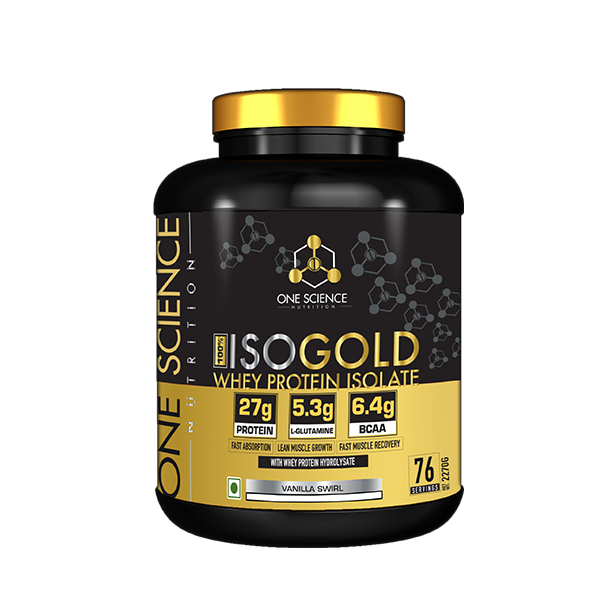 ONE SCIENCE
NUTRITION
ONE SCIENCE
NUTRITION
100%
ISOGOLD
WHEY PROTEIN ISOLATE
27g
PROTEIN
5.3g
L-GLUTAMINE
6.4g
BCAA
FAST ABSORPTION
LEAN MUSCLE GROWTH
FAST MUSCLE RECOVERY
WITH WHEY PROTEIN HYDROLYSATE
VANILLA SWIRL
76
SERVINGS
2270G